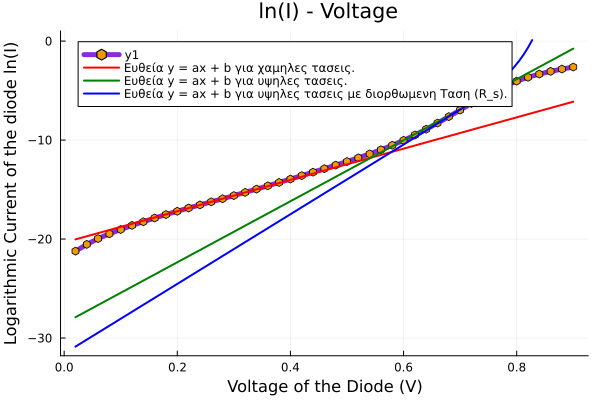 ln(I) - Voltage
y1
Ευθεία y = ax + b για χαμηλες τασεις.
Ευθεία y = ax + b για υψηλες τασεις.
Ευθεία y = ax + b για υψηλες τασεις με διορθωμενη Ταση (R_s).
Logarithmic Current of the diode ln(I)
0
−10
−20
−30
0.0 0.2 0.4 0.6 0.8
Voltage of the Diode (V)